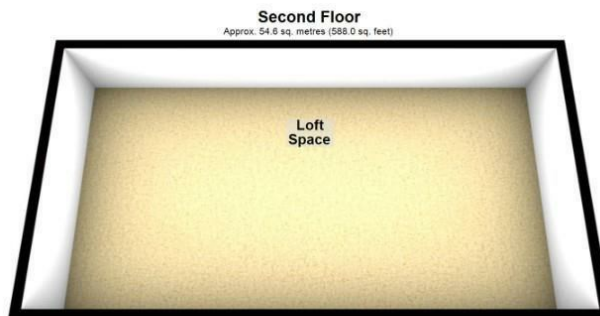 Second Floor
Approx. 54.6 sq. metres (588.0 sq. feet)
Loft
Space